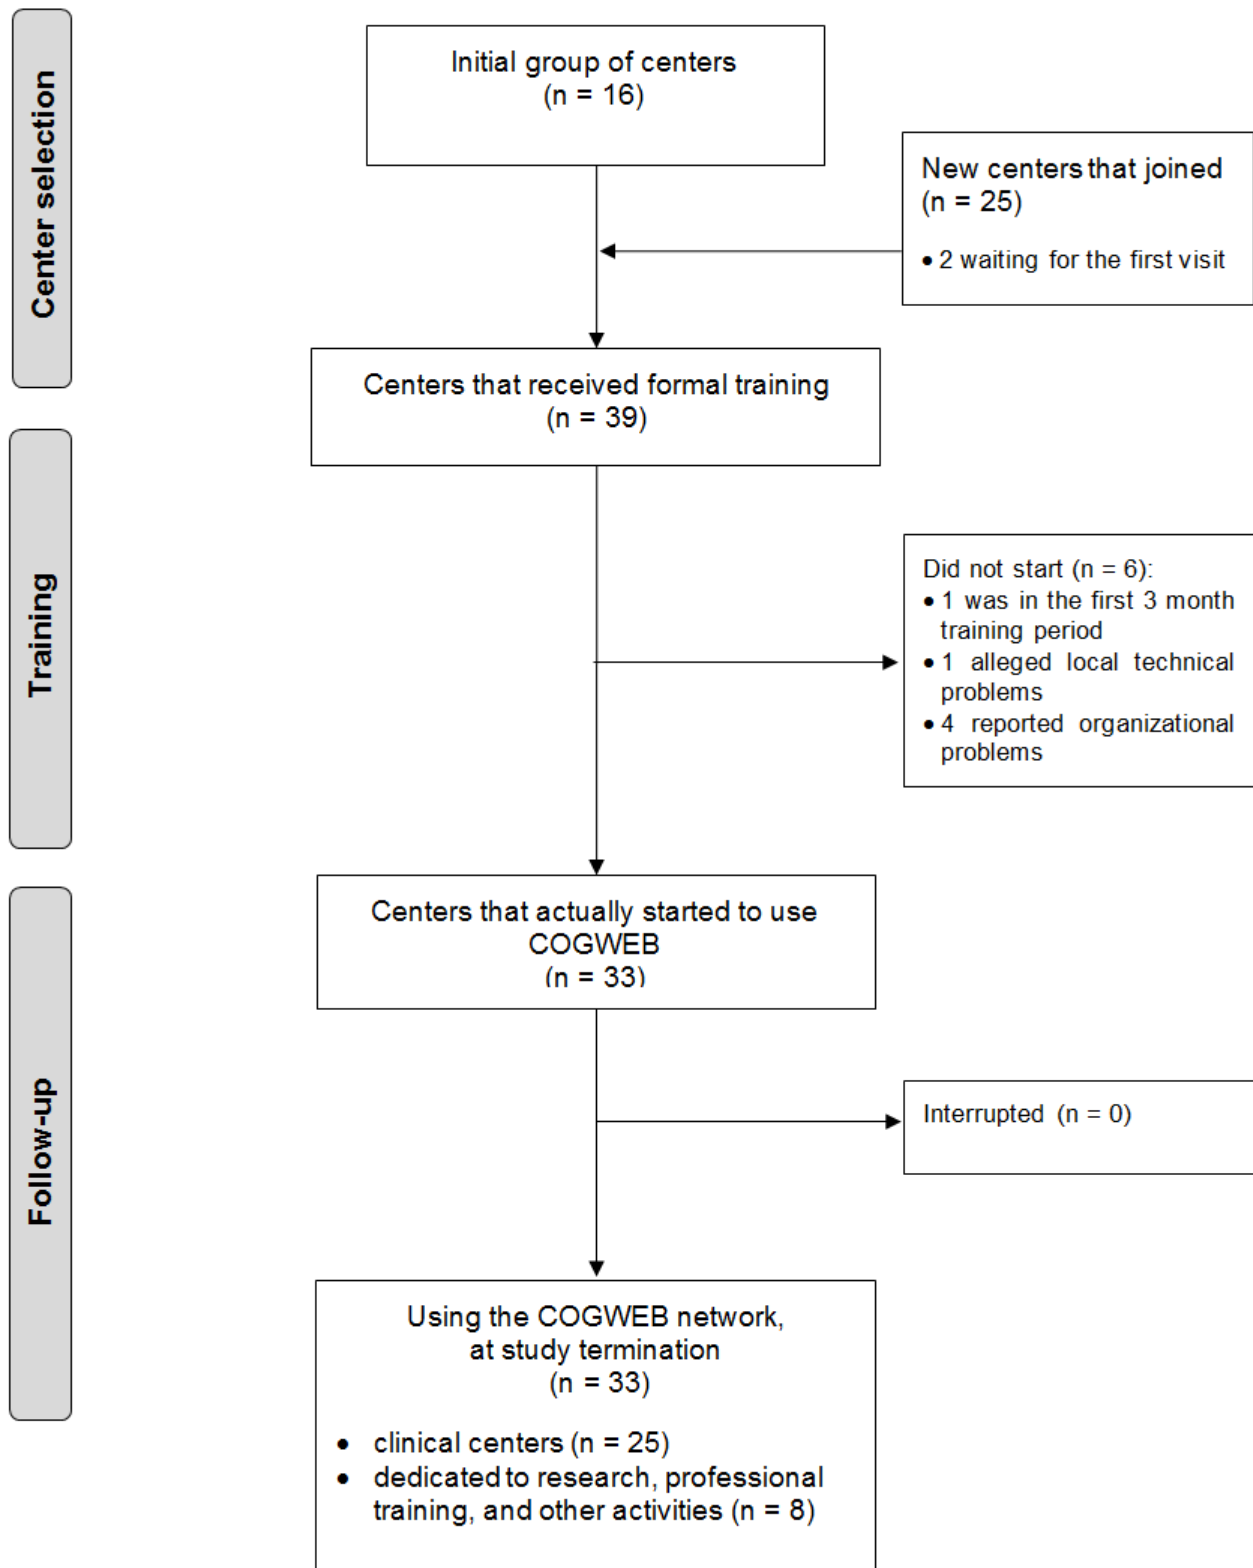 Center selection
Initial group of centers
(n = 16)
New centers that joined
(n = 25)
• 2 waiting for the first visit
Centers that received formal training
(n = 39)
Training
Did not start (n = 6):
• 1 was in the first 3 month
training period
• 1 alleged local technical
problems
• 4 reported organizational
problems
Centers that actually started to use
COGWEB
(n = 33)
Follow-up
Interrupted (n = 0)
Using the COGWEB network,
at study termination
(n = 33)
• clinical centers (n = 25)
• dedicated to research, professional
training, and other activities (n = 8)